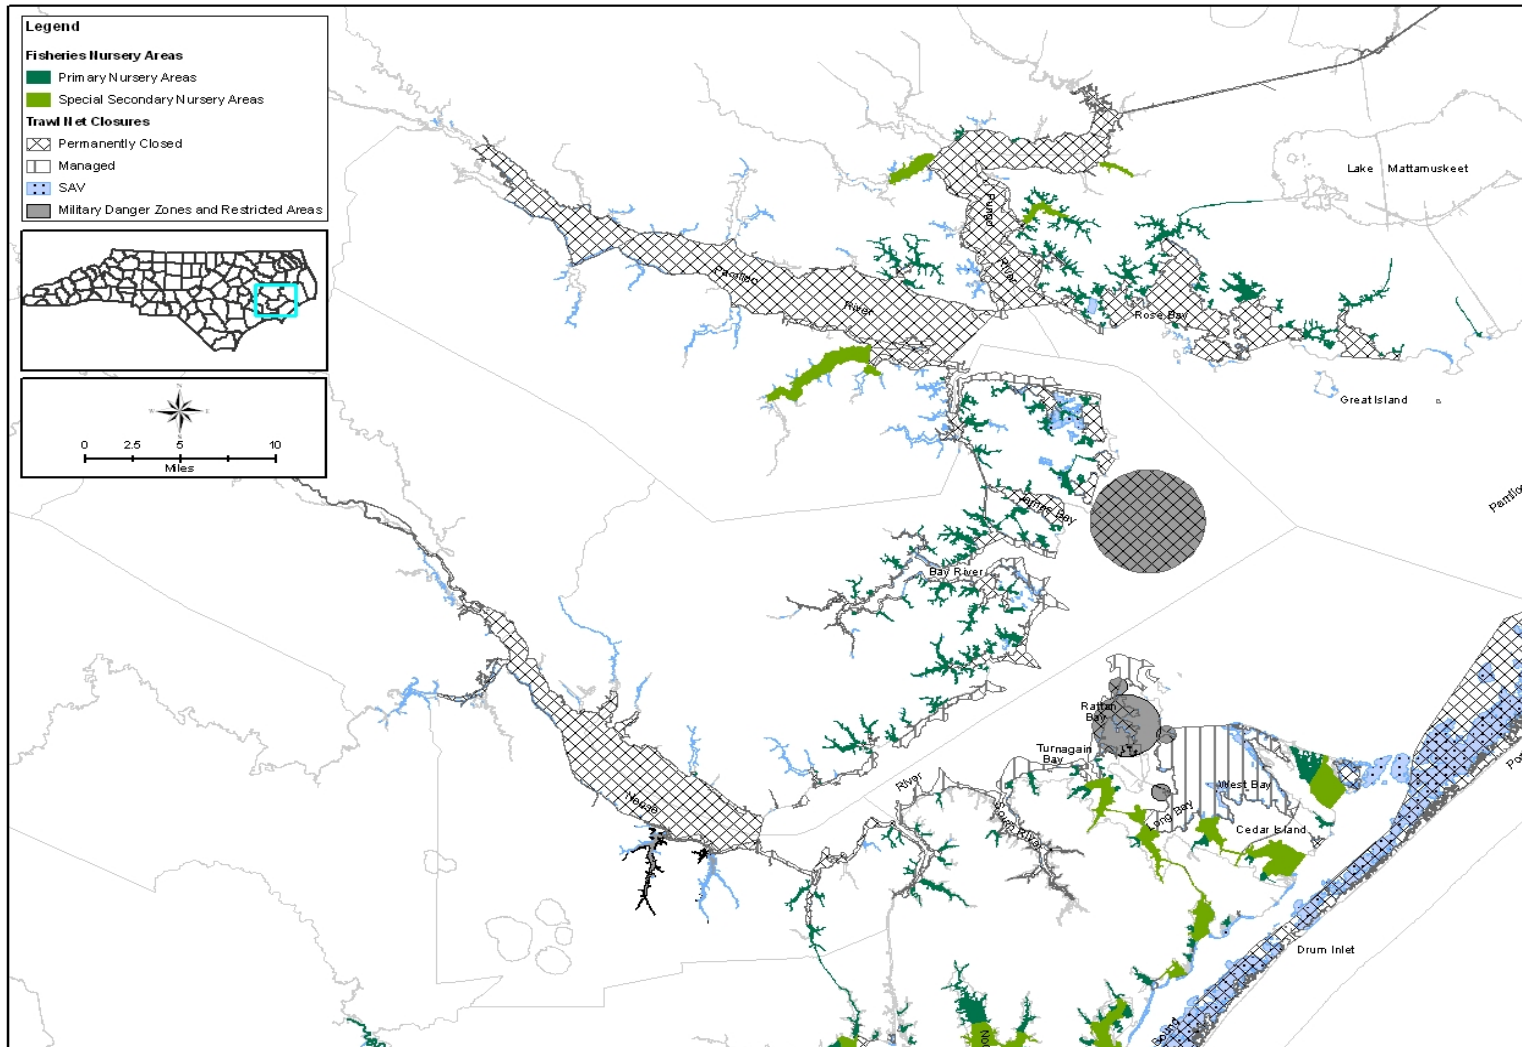 Legend
Fisheries Nursery Areas
Primary Nursery Areas
Special Secondary Nursery Areas
Trawl Net Closures
Permanently Closed
Managed
SAV
Military Danger Zones and Restricted Areas
N
W E
S
0 2.5 5 10
Miles
Lake Mattamuskeet
Pungo
River
Pamlico
River
Rose Bay
Great Island
James Bay
Bay River
Rattan
Bay
Turnagain
Bay
River
Neuse
South River
West Bay
Long Bay
Cedar Island
Drum Inlet
Sound